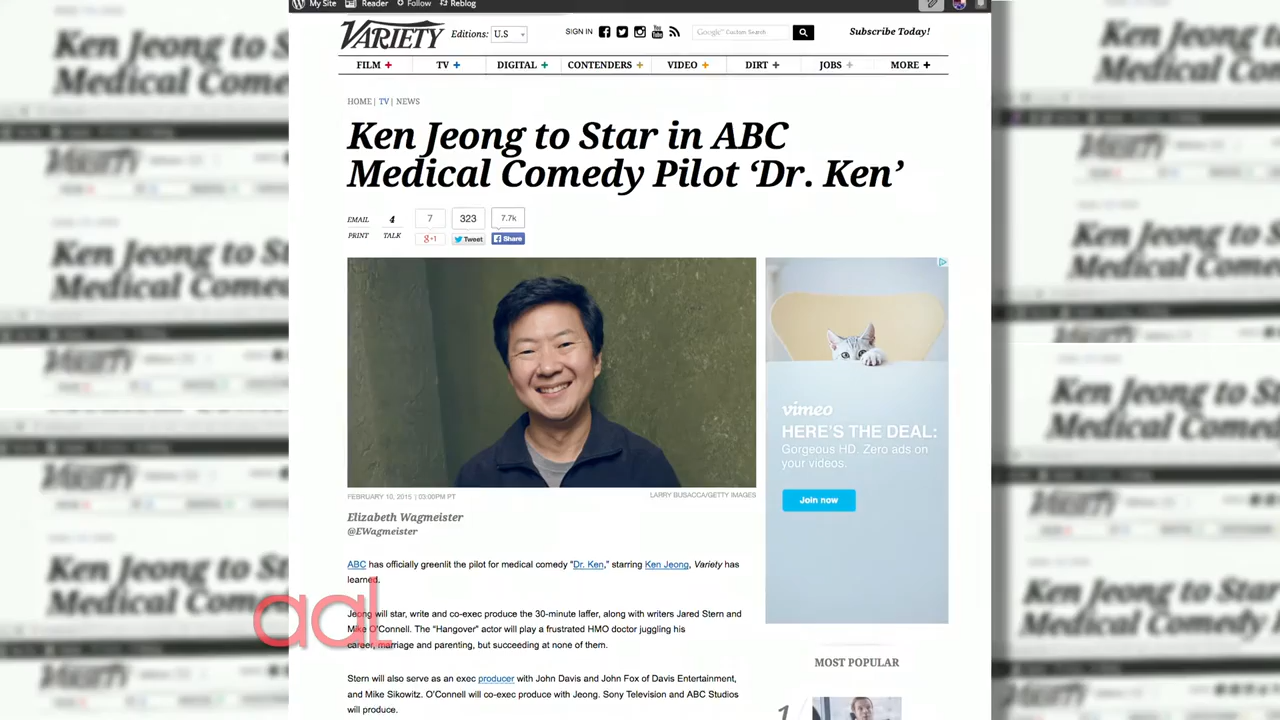 My Site Reader Follow Reblog
VARIETY Editions: U.S SIGN IN You Tube Google Custom Search Subscribe Today!
FILM + TV + DIGITAL + CONTENDERS + VIDEO + DIRT + JOBS + MORE +
HOME | TV | NEWS
Ken Jeong to Star in ABC
Medical Comedy Pilot ‘Dr. Ken’
EMAIL 4 7 323 7.7k
PRINT TALK g+1 Tweet Share
vimeo
HERE'S THE DEAL:
Gorgeous HD. Zero ads on
your videos.
Join now
FEBRUARY 10, 2015 | 03:00PM PT LARRY BUSACCA/GETTY IMAGES
Elizabeth Wagmeister
@EWagmeister
ABC has officially greenlit the pilot for medical comedy “Dr. Ken,” starring Ken Jeong, Variety has
learned.
Jeong will star, write and co-exec produce the 30-minute laffer, along with writers Jared Stern and
Mike O'Connell. The “Hangover” actor will play a frustrated HMO doctor juggling his
career, marriage and parenting, but succeeding at none of them.
Stern will also serve as an exec producer with John Davis and John Fox of Davis Entertainment,
and Mike Sikowitz. O'Connell will co-exec produce with Jeong. Sony Television and ABC Studios
will produce.
MOST POPULAR
1